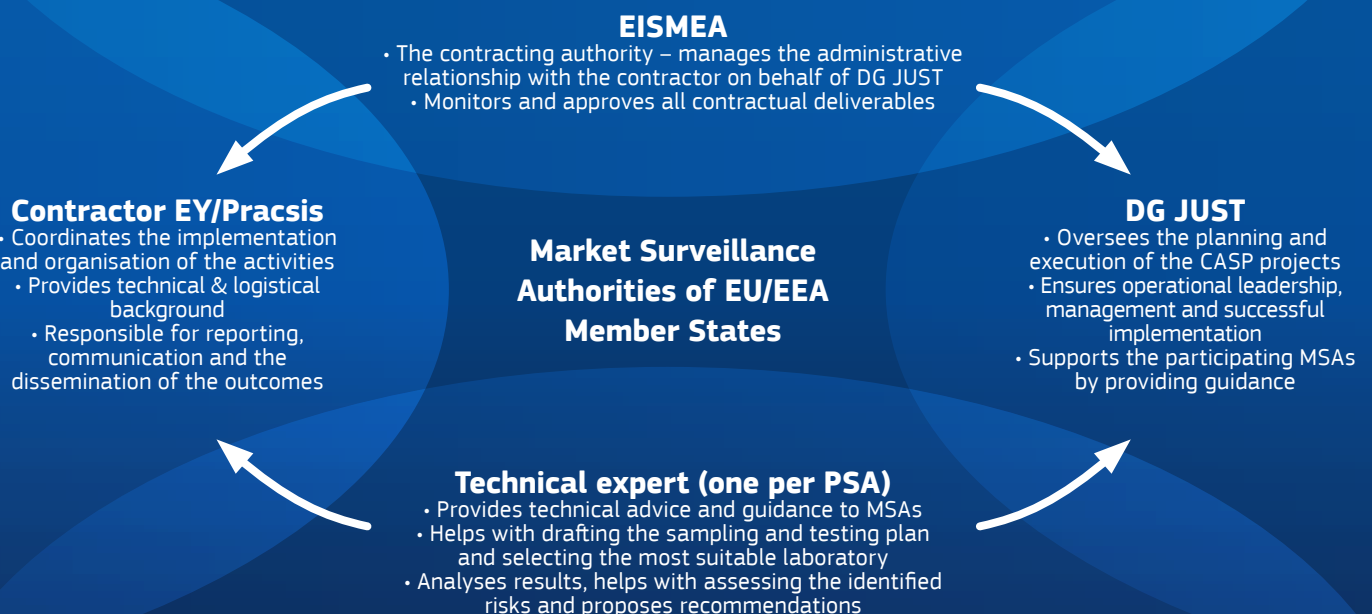 EISMEA
• The contracting authority – manages the administrative
relationship with the contractor on behalf of DG JUST
• Monitors and approves all contractual deliverables
Contractor EY/Pracsis
• Coordinates the implementation
and organisation of the activities
• Provides technical & logistical
background
• Responsible for reporting,
communication and the
dissemination of the outcomes
Market Surveillance
Authorities of EU/EEA
Member States
DG JUST
• Oversees the planning and
execution of the CASP projects
• Ensures operational leadership,
management and successful
implementation
• Supports the participating MSAs
by providing guidance
Technical expert (one per PSA)
• Provides technical advice and guidance to MSAs
• Helps with drafting the sampling and testing plan
and selecting the most suitable laboratory
• Analyses results, helps with assessing the identified
risks and proposes recommendations